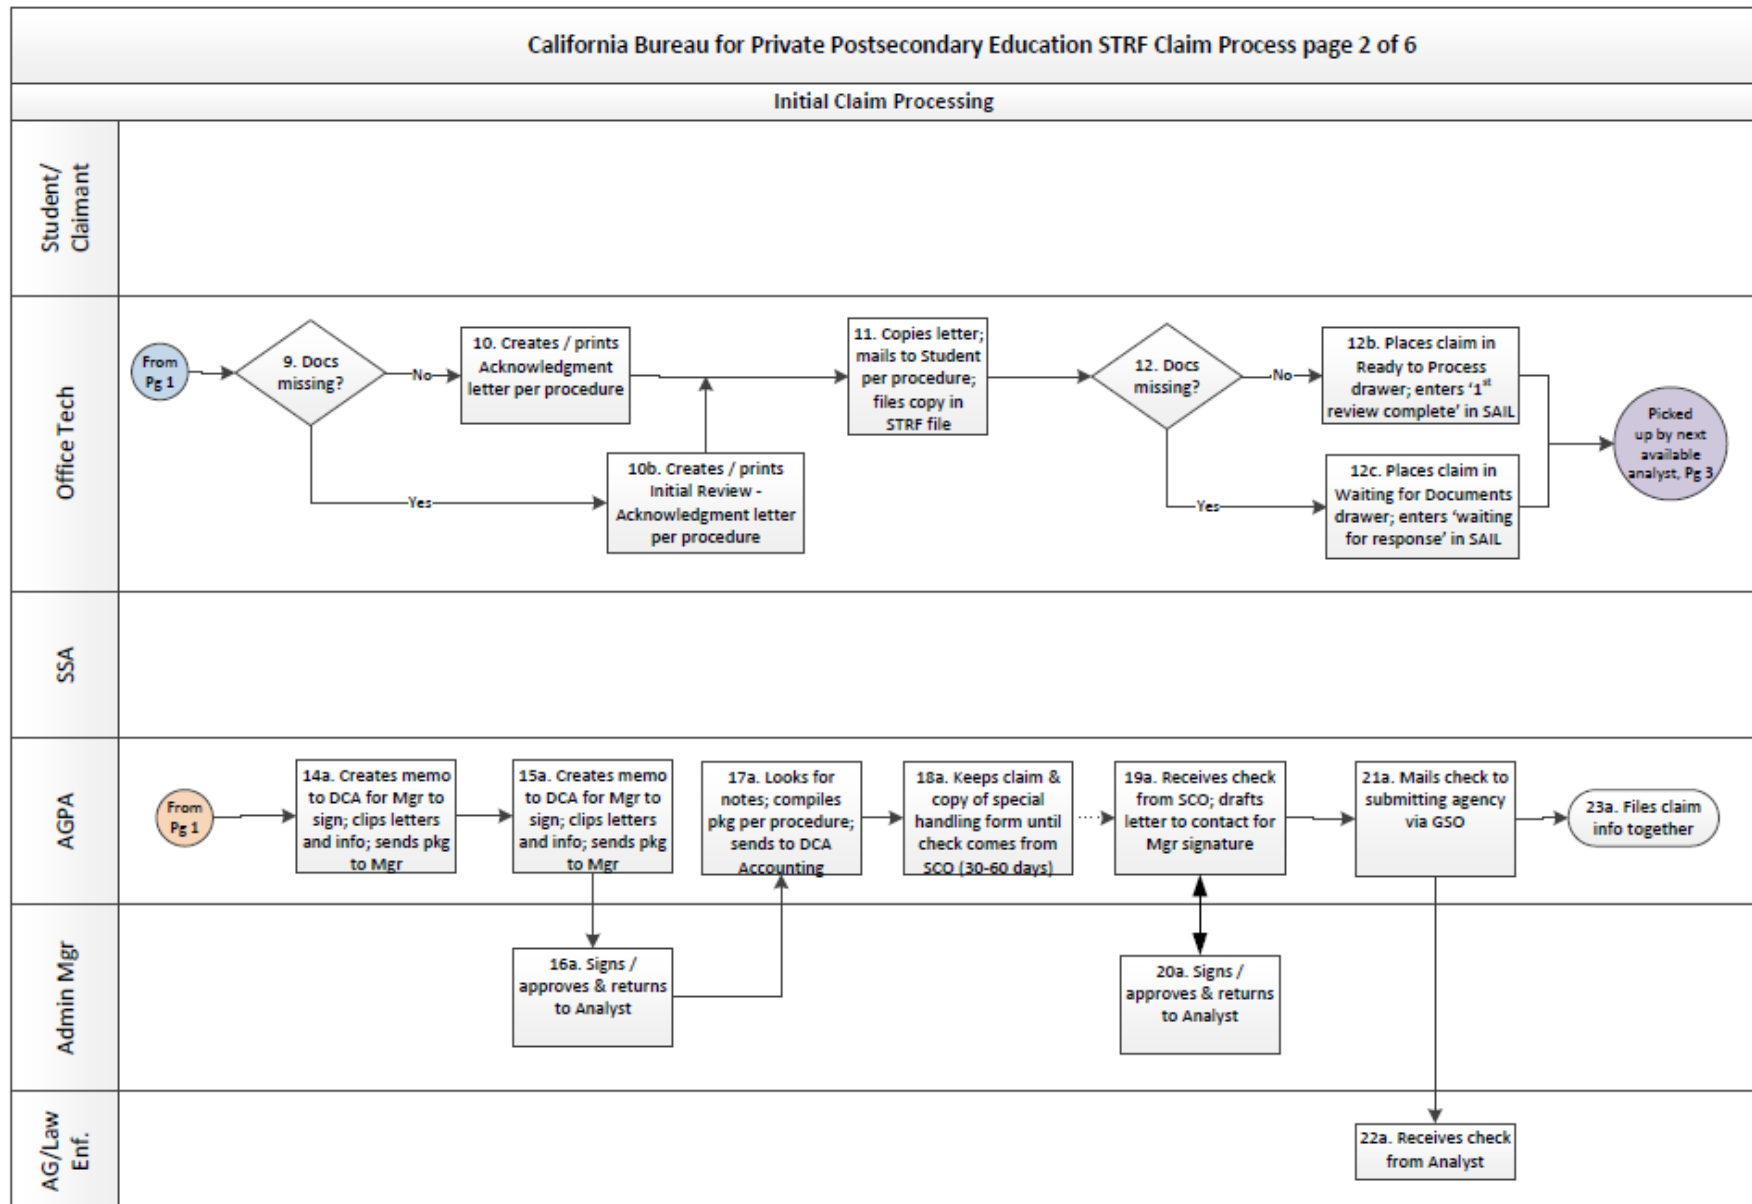 California Bureau for Private Postsecondary Education STRF Claim Process page 2 of 6
Initial Claim Processing
Student/
Claimant
Office Tech
From
Pg 1
9. Docs
missing?
No
Yes
10. Creates / prints
Acknowledgment
letter per procedure
10b. Creates / prints
Initial Review -
Acknowledgment letter
per procedure
11. Copies letter;
mails to Student
per procedure;
files copy in
STRF file
12. Docs
missing?
No
Yes
12b. Places claim in
Ready to Process
drawer; enters ‘1st
review complete’ in SAIL
12c. Places claim in
Waiting for Documents
drawer; enters ‘waiting
for response’ in SAIL
Picked
up by next
available
analyst, Pg 3
SSA
AGPA
From
Pg 1
14a. Creates memo
to DCA for Mgr to
sign; clips letters
and info; sends pkg
to Mgr
15a. Creates memo
to DCA for Mgr to
sign; clips letters
and info; sends pkg
to Mgr
17a. Looks for
notes; compiles
pkg per procedure;
sends to DCA
Accounting
18a. Keeps claim &
copy of special
handling form until
check comes from
SCO (30-60 days)
19a. Receives check
from SCO; drafts
letter to contact for
Mgr signature
21a. Mails check to
submitting agency
via GSO
23a. Files claim
info together
Admin Mgr
16a. Signs /
approves & returns
to Analyst
20a. Signs /
approves & returns
to Analyst
AG/Law
Enf.
22a. Receives check
from Analyst